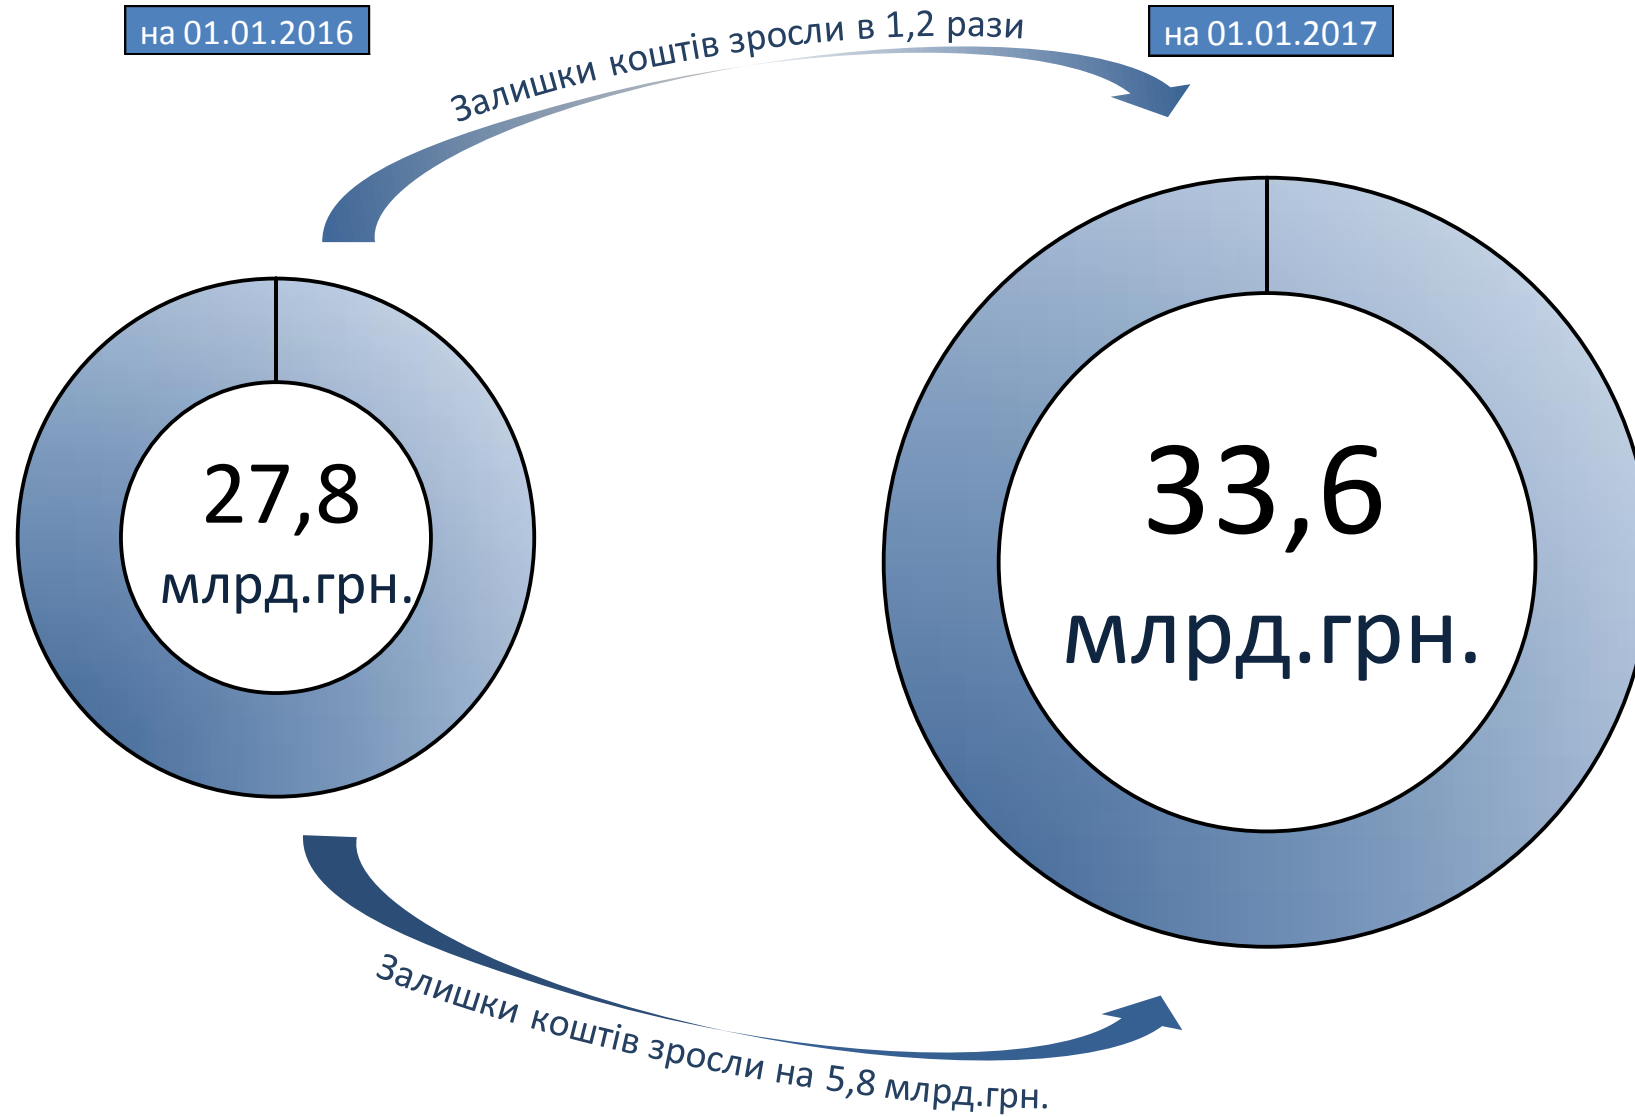 на 01.01.2016
Залишки коштів зросли в 1,2 рази
на 01.01.2017
27,8
млрд.грн.
33,6
млрд.грн.
Залишки коштів зросли на 5,8 млрд.грн.